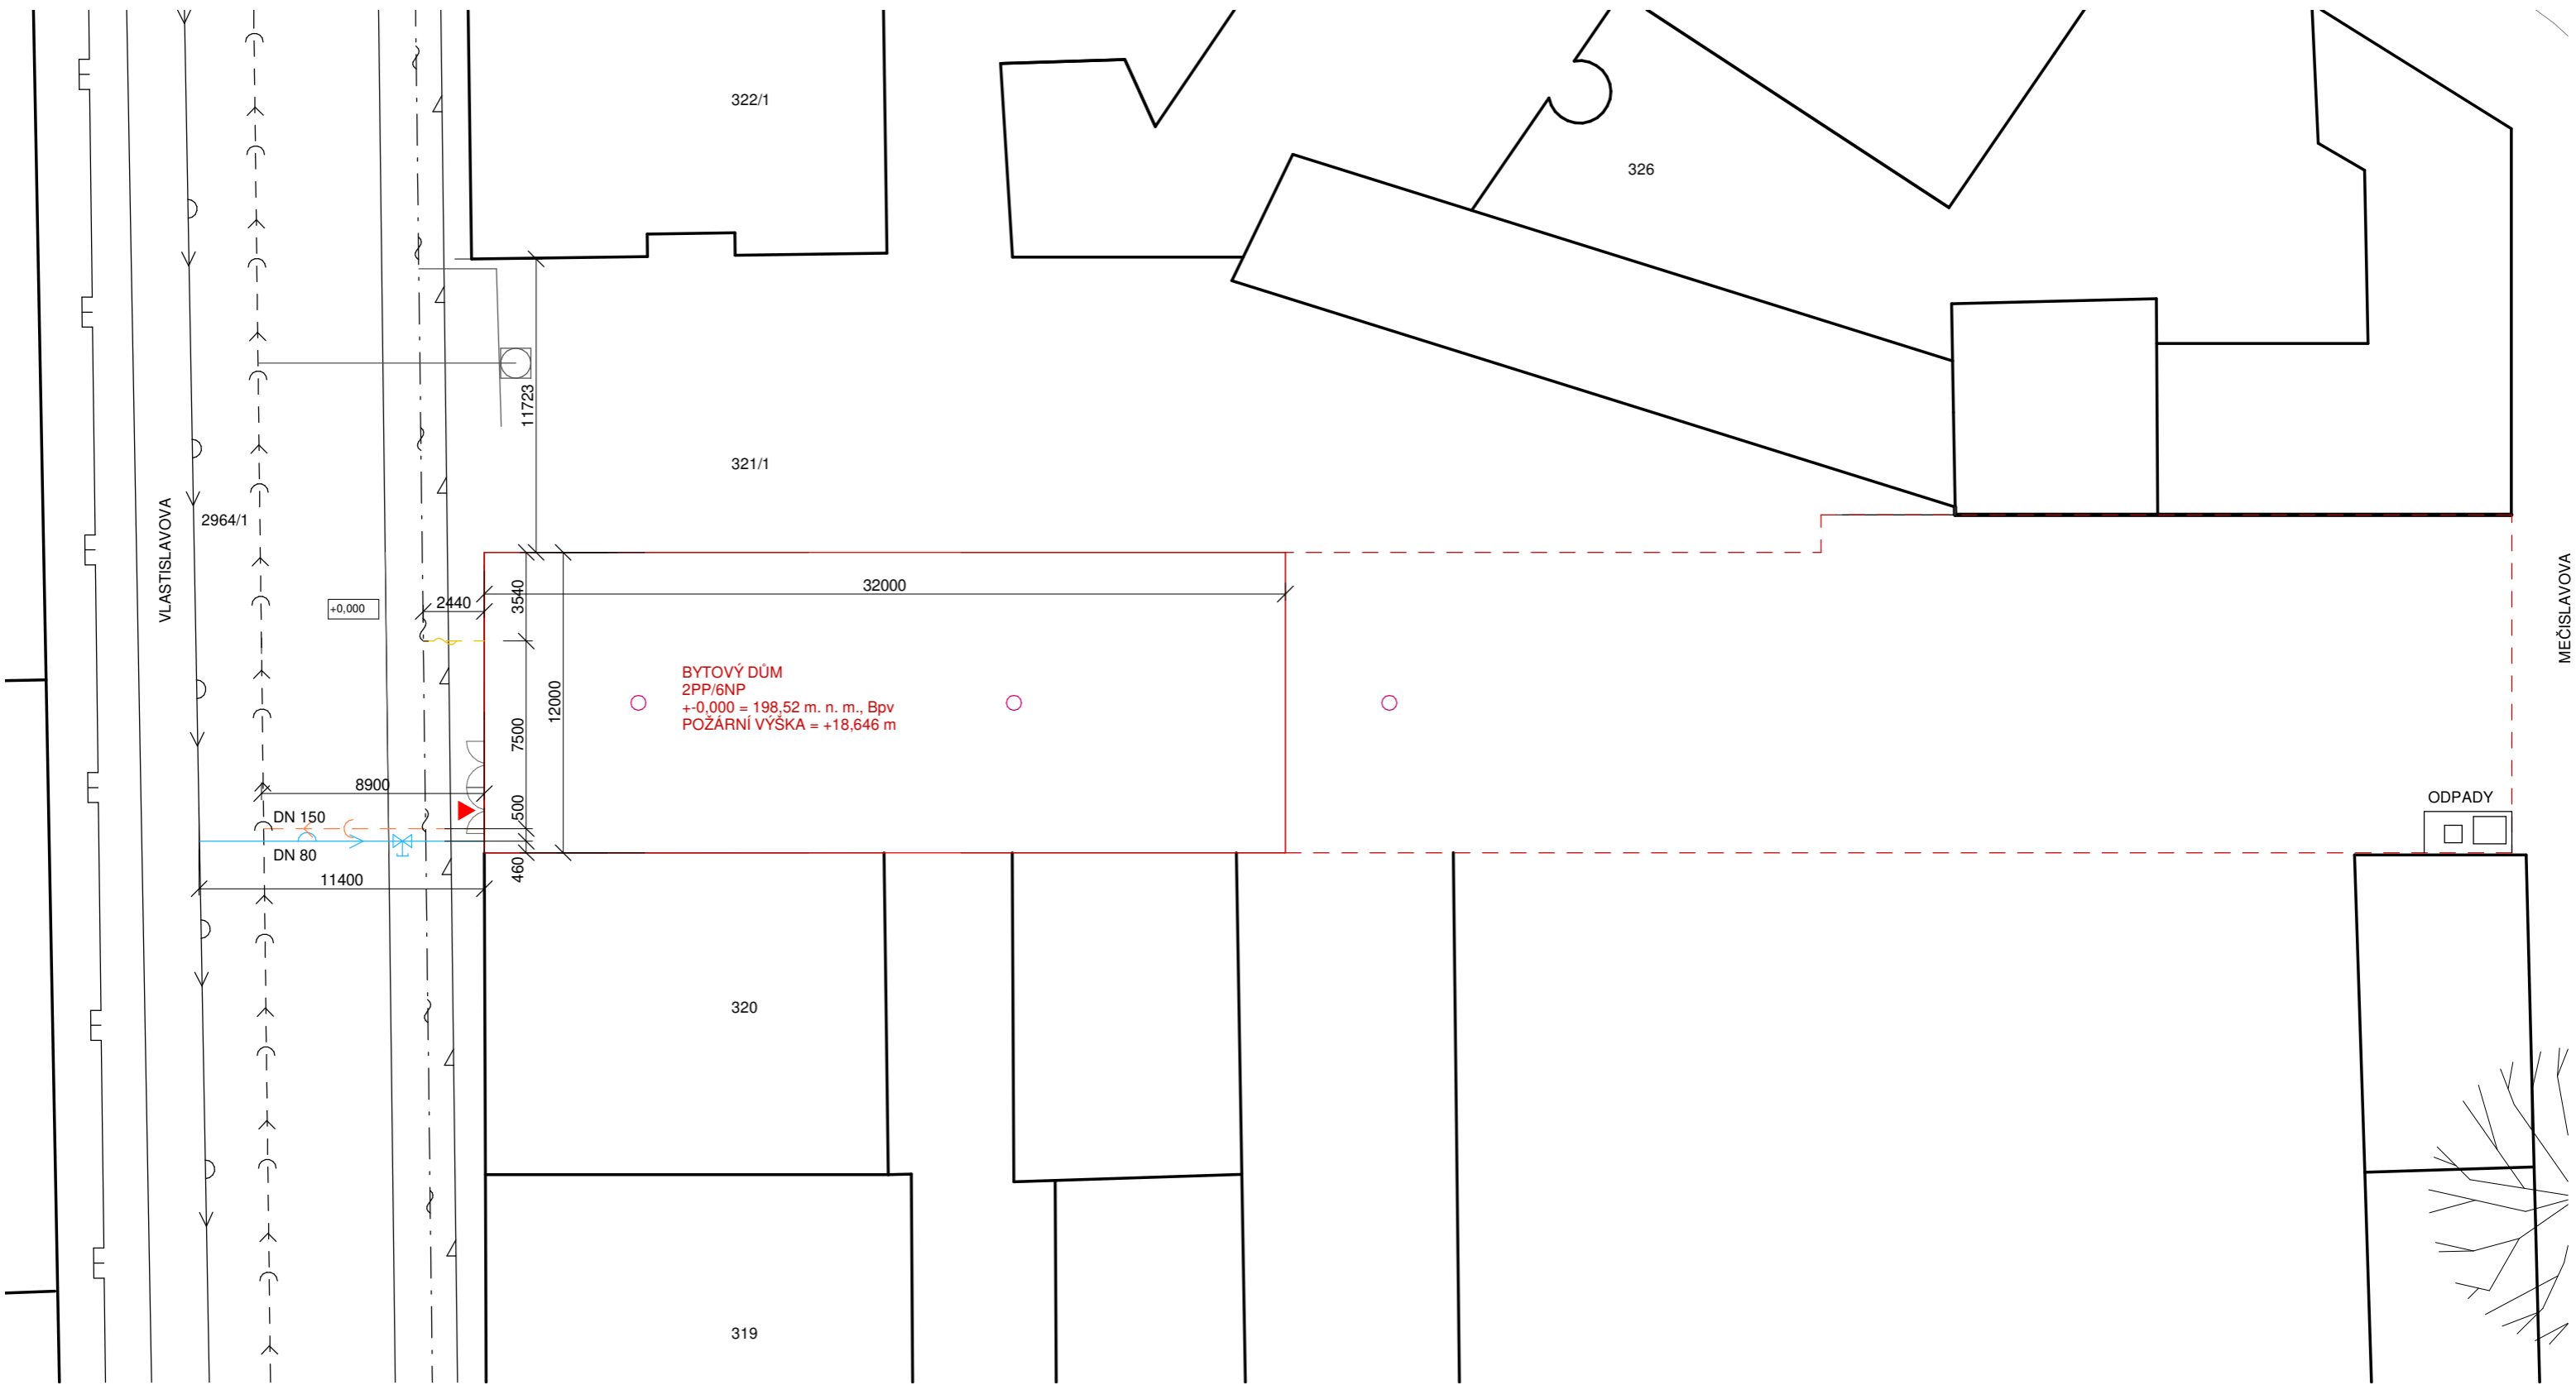 322/1
326
11723
321/1
VLASTISLAVOVA
2964/1
MEČISLAVOVA
+0,000
2440
3540
32000
BYTOVÝ DŮM
2PP/6NP
+-0,000 = 198,52 m. n. m., Bpv
POŽÁRNÍ VÝŠKA = +18,646 m
12000
7500
8900
500
DN 150
DN 80
460
11400
ODPADY
320
319